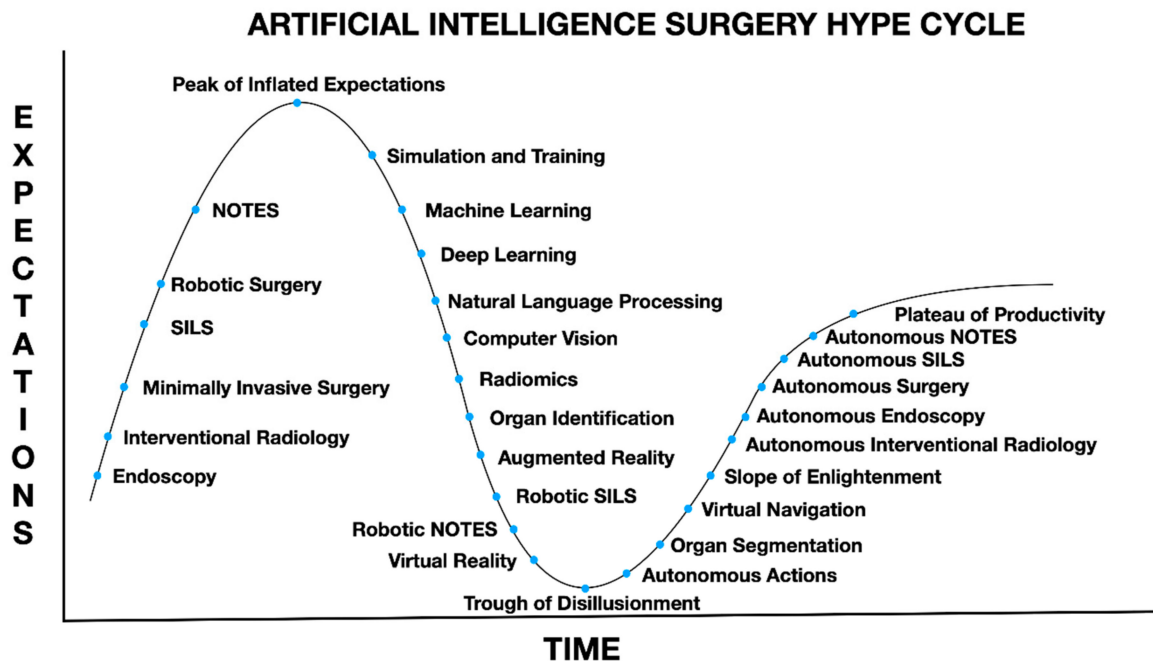 ARTIFICIAL INTELLIGENCE SURGERY HYPE CYCLE
EXPECTATIONS
Peak of Inflated Expectations
NOTES
Robotic Surgery
SILS
Minimally Invasive Surgery
Interventional Radiology
Endoscopy
Simulation and Training
Machine Learning
Deep Learning
Natural Language Processing
Computer Vision
Radiomics
Organ Identification
Augmented Reality
Robotic SILS
Robotic NOTES
Virtual Reality
Trough of Disillusionment
Plateau of Productivity
Autonomous NOTES
Autonomous SILS
Autonomous Surgery
Autonomous Endoscopy
Autonomous Interventional Radiology
Slope of Enlightenment
Virtual Navigation
Organ Segmentation
Autonomous Actions
TIME